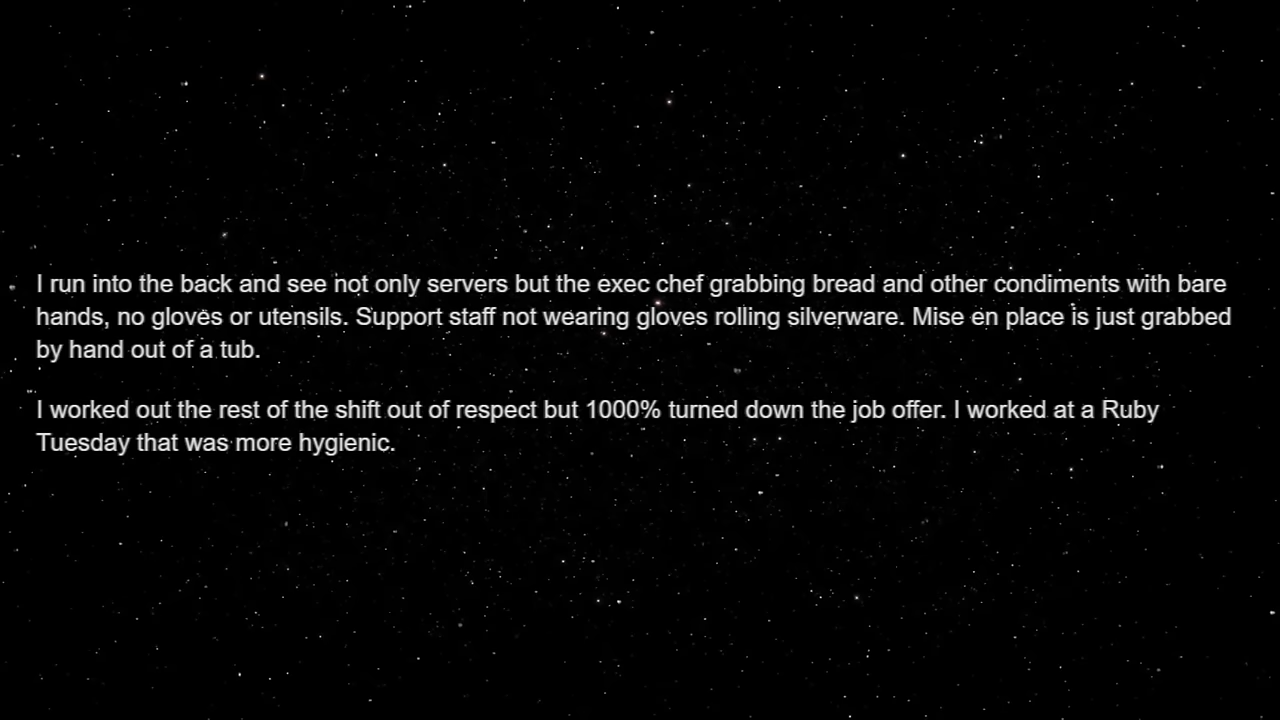 I run into the back and see not only servers but the exec chef grabbing bread and other condiments with bare
hands, no gloves or utensils. Support staff not wearing gloves rolling silverware. Mise en place is just grabbed
by hand out of a tub.
I worked out the rest of the shift out of respect but 1000% turned down the job offer. I worked at a Ruby
Tuesday that was more hygienic.